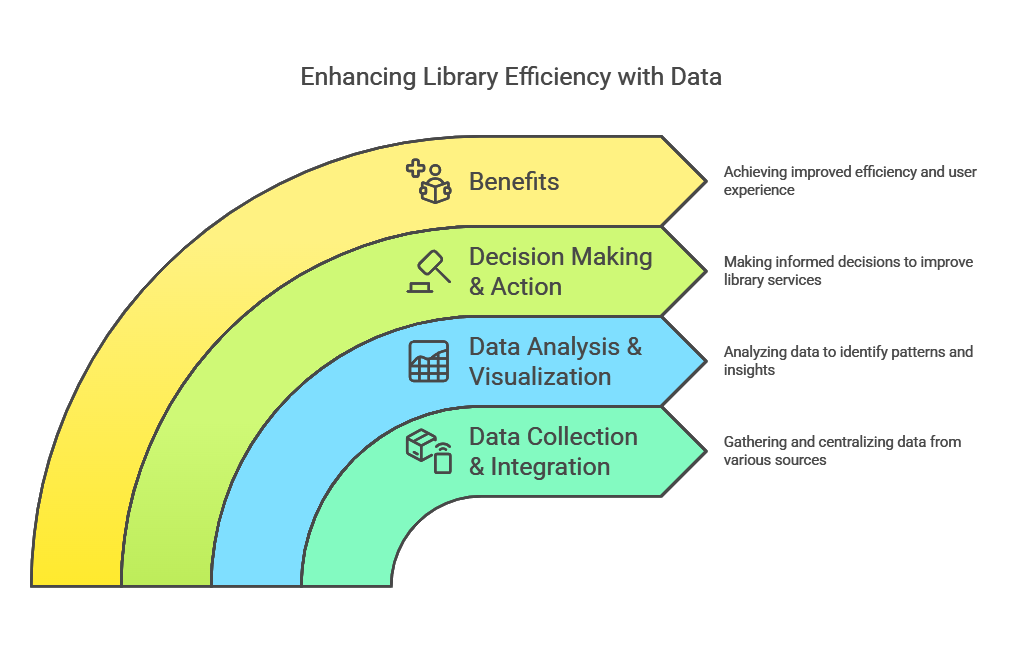 Enhancing Library Efficiency with Data
Benefits
Achieving improved efficiency and user
experience
Decision Making
& Action
Making informed decisions to improve
library services
Data Analysis &
Visualization
Analyzing data to identify patterns and
insights
Data Collection
& Integration
Gathering and centralizing data from
various sources